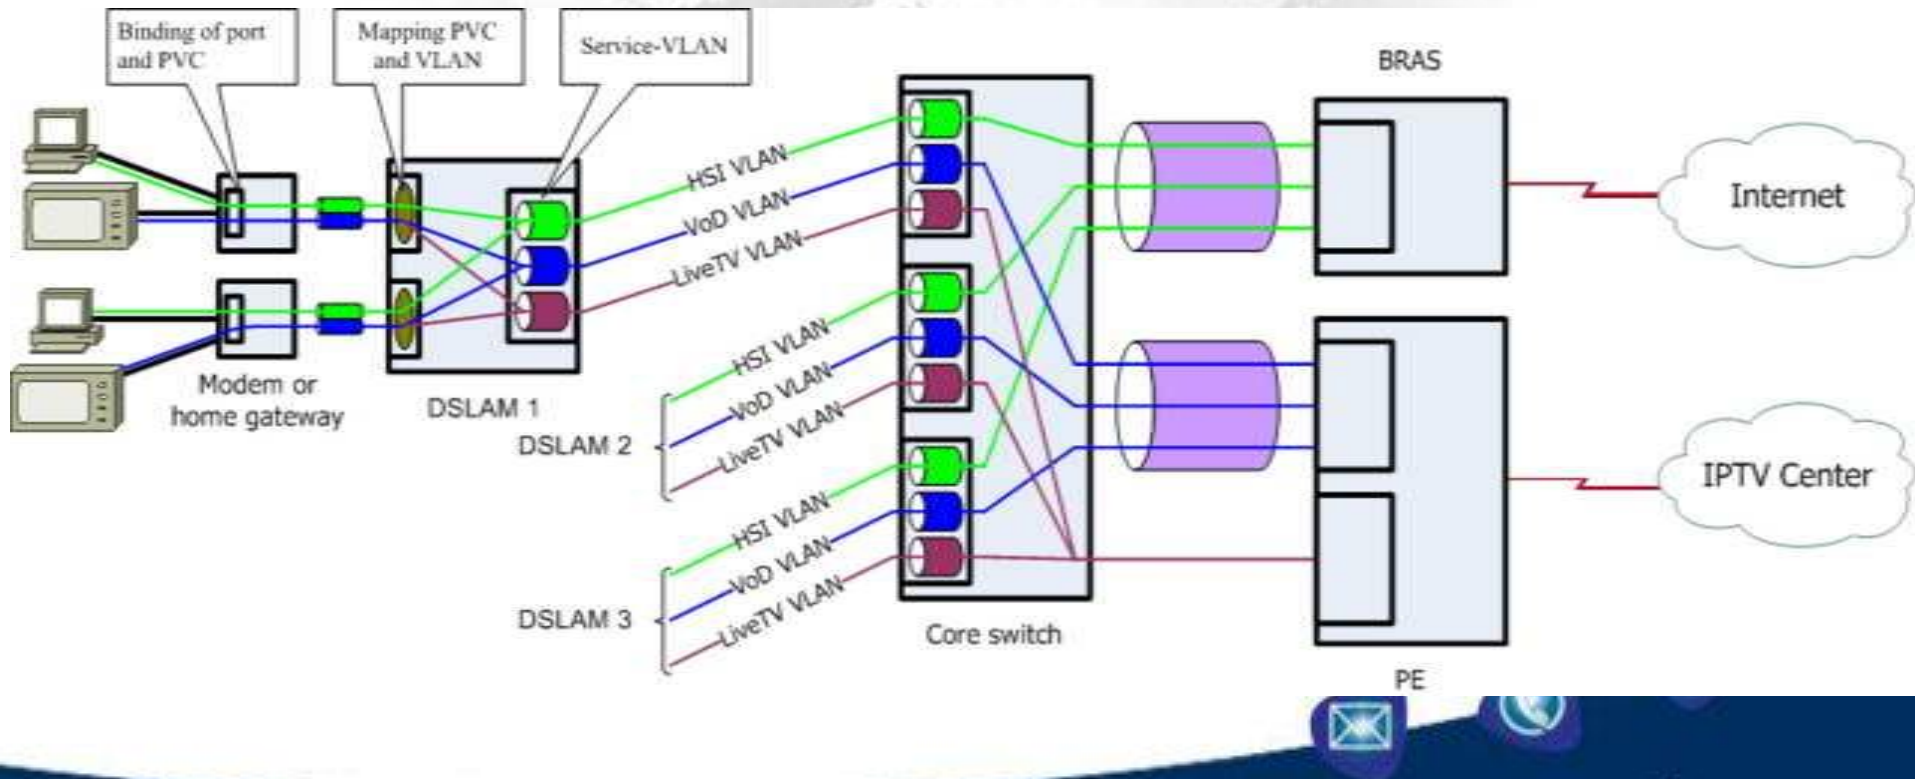 Binding of port
and PVC
Mapping PVC
and VLAN
Service-VLAN
BRAS
HSI VLAN
VoD VLAN
LiveTV VLAN
Internet
Modem or
home gateway
DSLAM 1
HSI VLAN
VoD VLAN
LiveTV VLAN
DSLAM 2
IPTV Center
HSI VLAN
VoD VLAN
LiveTV VLAN
DSLAM 3
Core switch
PE